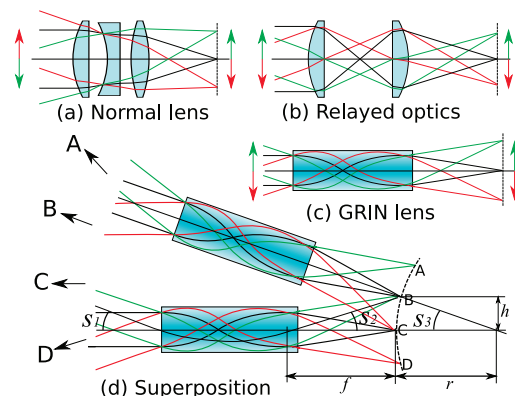 (a) Normal lens
(b) Relayed optics
(c) GRIN lens
A
B
C
D
S1
S2
S3
A
B
C
D
h
f
r
(d) Superposition